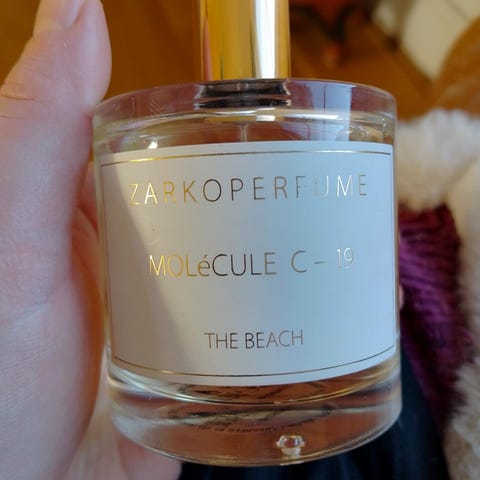 ZARKOPERFUME
MOLéCULE C – 19
THE BEACH